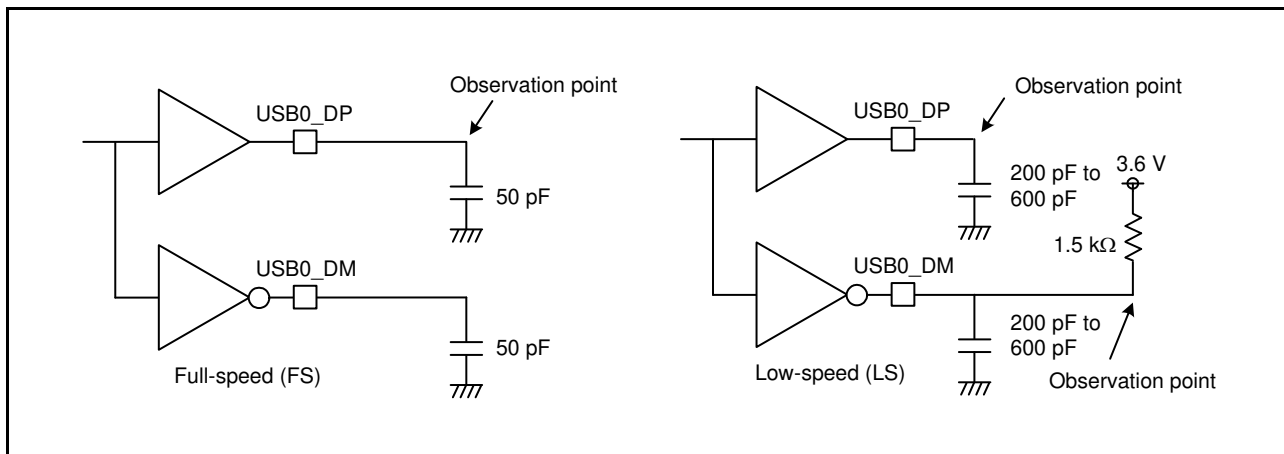 Observation point
USB0_DP
50 pF
USB0_DM
50 pF
Full-speed (FS)
Observation point
USB0_DP
200 pF to
600 pF
3.6 V
1.5 kΩ
USB0_DM
200 pF to
600 pF
Observation point
Low-speed (LS)